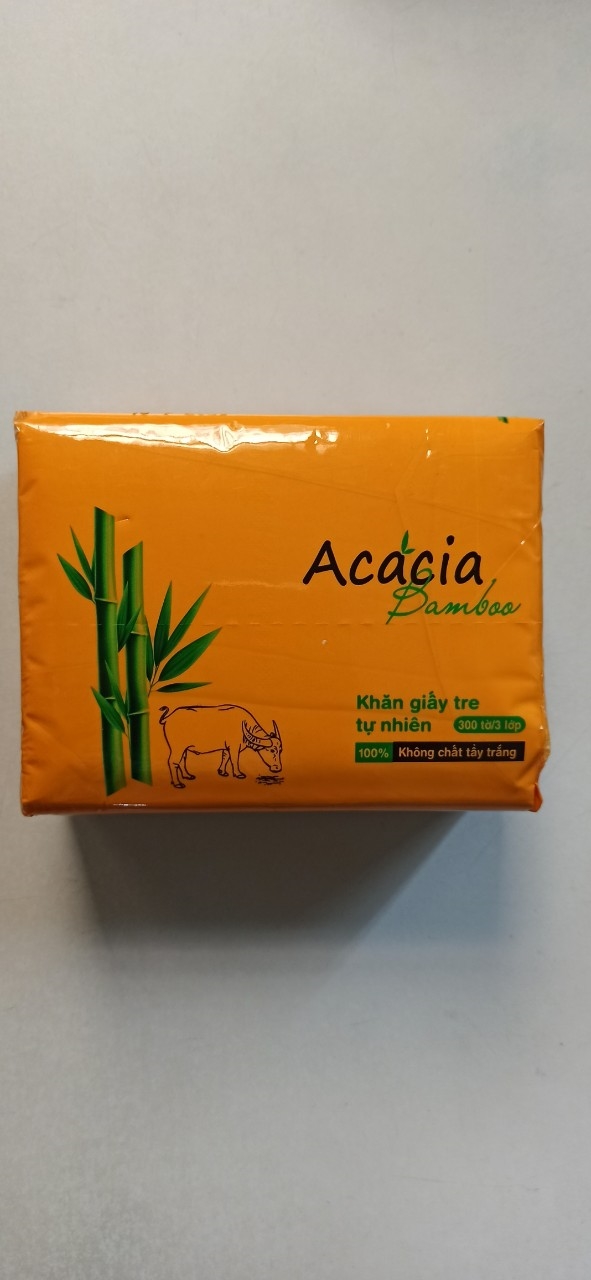 Acacia
Bamboo
Khăn giấy tre
tự nhiên 300 tờ/3 lớp
100% Không chất tẩy trắng